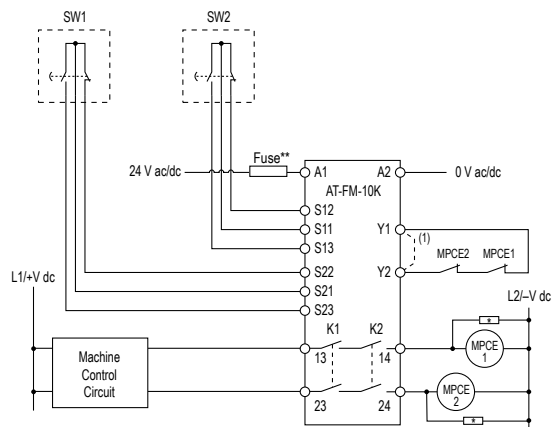 SW1 SW2
Fuse**
24 V ac/dc A1 A2 0 V ac/dc
AT-FM-10K
S12
S11 Y1
S13 (1)
MPCE2 MPCE1
S22 Y2
L1/+V dc
S21 L2/–V dc
S23
*
K1 K2
13 14
MPCE
1
Machine
Control
Circuit
MPCE
2
23 24
*